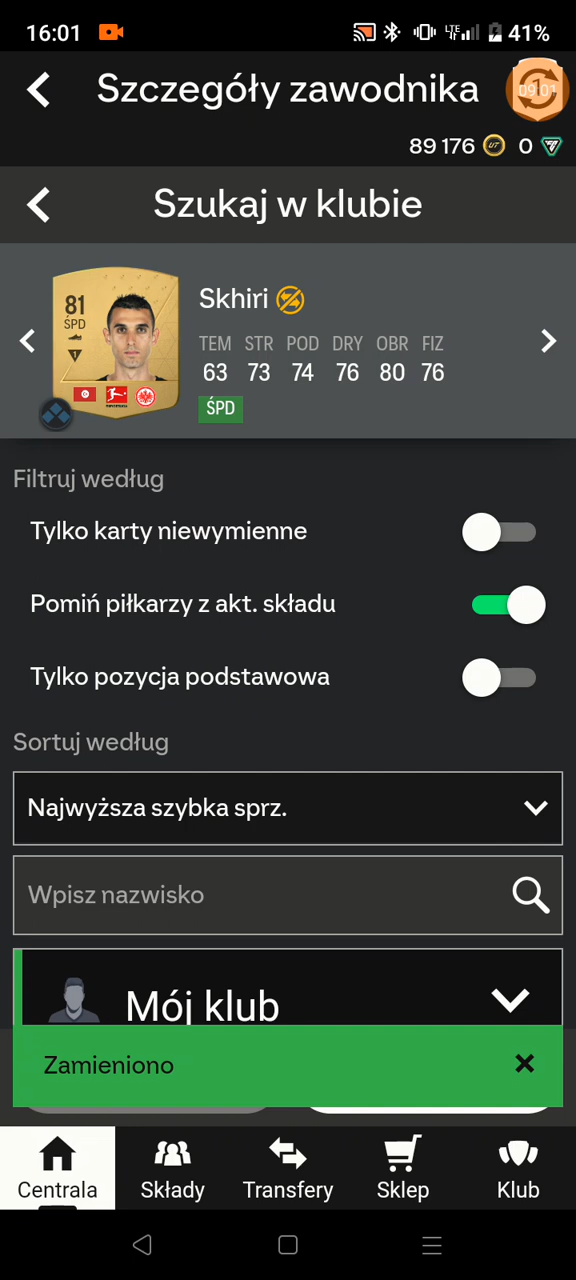 16:01
LTE
41%
Szczegóły zawodnika
09:01
89 176
UT
0
Szukaj w klubie
81
ŚPD
Skhiri
TEM STR POD DRY OBR FIZ
63 73 74 76 80 76
ŚPD
Filtruj według
Tylko karty niewymienne
Pomiń piłkarzy z akt. składu
Tylko pozycja podstawowa
Sortuj według
Najwyższa szybka sprz.
Wpisz nazwisko
Mój klub
Zamieniono
Centrala
Składy
Transfery
Sklep
Klub